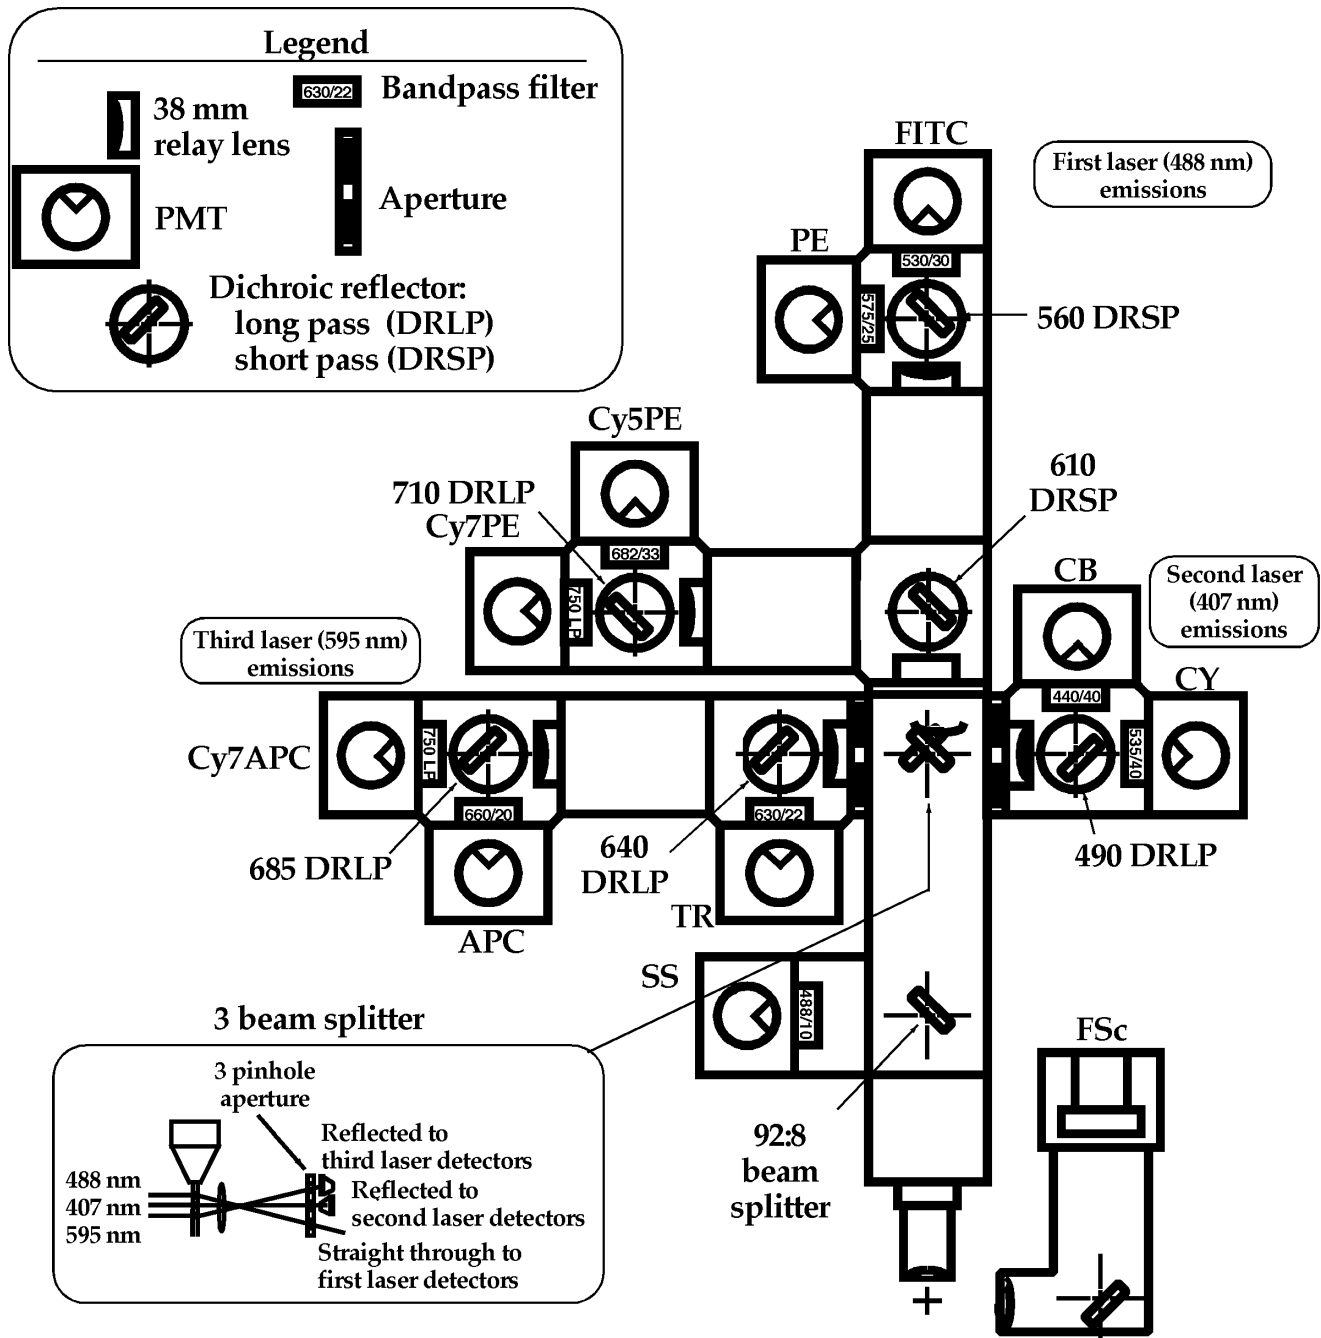 Legend
630/22
Bandpass filter
38 mm
relay lens
Aperture
PMT
Dichroic reflector:
long pass (DRLP)
short pass (DRSP)
FITC
First laser (488 nm)
emissions
PE
530/30
575/25
560 DRSP
Cy5PE
710 DRLP
Cy7PE
682/33
750 LP
610
DRSP
CB
Second laser
(407 nm)
emissions
CY
440/40
535/40
490 DRLP
Third laser (595 nm)
emissions
Cy7APC
750 LP
660/20
685 DRLP
APC
640
DRLP
630/22
TR
SS
488/10
3 beam splitter
3 pinhole
aperture
Reflected to
third laser detectors
488 nm
407 nm
595 nm
Reflected to
second laser detectors
Straight through to
first laser detectors
92:8
beam
splitter
FSc